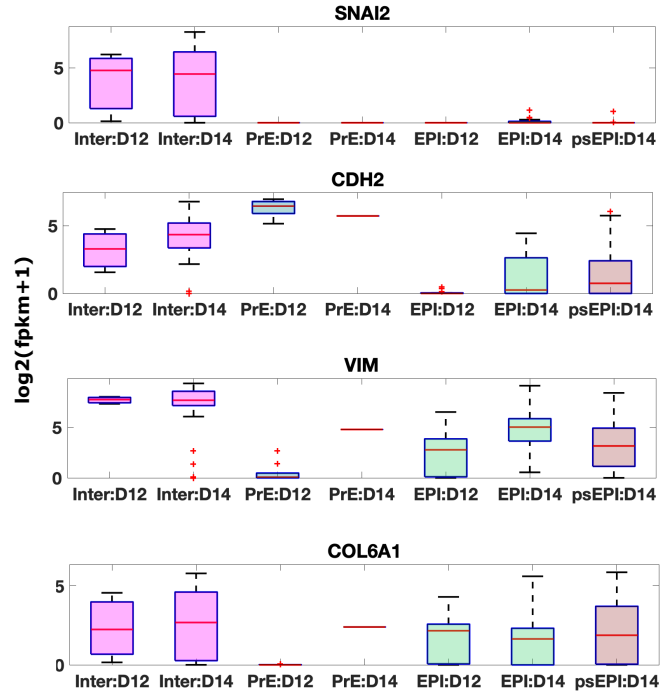 SNAI2
5
0
Inter:D12 Inter:D14 PrE:D12 PrE:D14 EPI:D12 EPI:D14 psEPI:D14
CDH2
5
0
Inter:D12 Inter:D14 PrE:D12 PrE:D14 EPI:D12 EPI:D14 psEPI:D14
log2(fpkm+1)
VIM
5
0
Inter:D12 Inter:D14 PrE:D12 PrE:D14 EPI:D12 EPI:D14 psEPI:D14
COL6A1
5
0
Inter:D12 Inter:D14 PrE:D12 PrE:D14 EPI:D12 EPI:D14 psEPI:D14